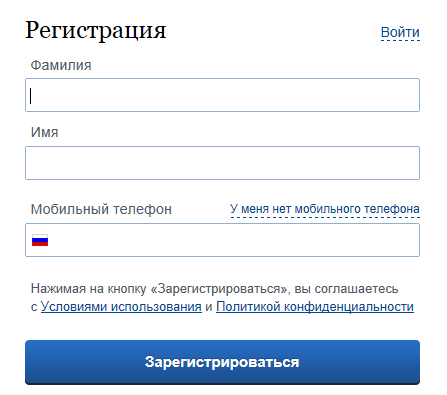 Регистрация
Войти
Фамилия
Имя
Мобильный телефон
У меня нет мобильного телефона
Нажимая на кнопку «Зарегистрироваться», вы соглашаетесь
с Условиями использования и Политикой конфиденциальности
Зарегистрироваться